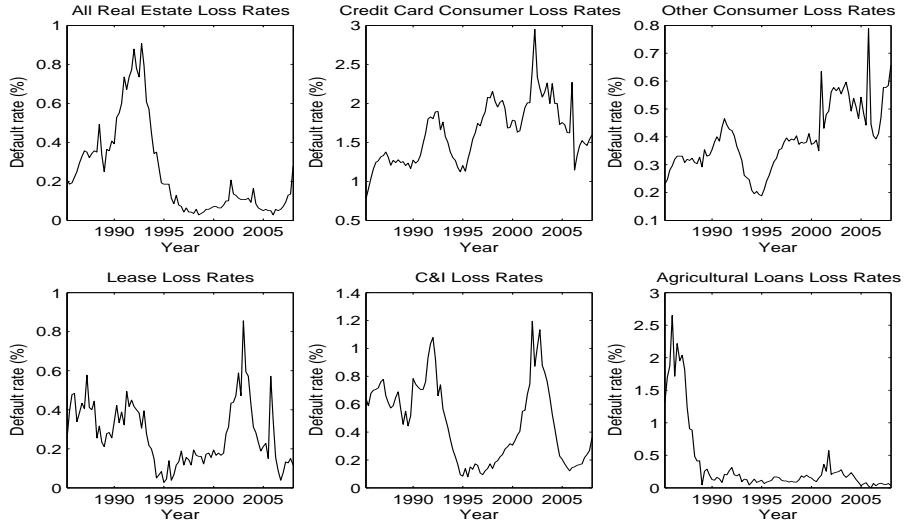 All Real Estate Loss Rates
Default rate (%)
1
0.8
0.6
0.4
0.2
0
1990 1995 2000 2005
Year
Credit Card Consumer Loss Rates
Default rate (%)
3
2.5
2
1.5
1
0.5
1990 1995 2000 2005
Year
Other Consumer Loss Rates
Default rate (%)
0.8
0.7
0.6
0.5
0.4
0.3
0.2
0.1
1990 1995 2000 2005
Year
Lease Loss Rates
Default rate (%)
1
0.8
0.6
0.4
0.2
0
1990 1995 2000 2005
Year
C&I Loss Rates
Default rate (%)
1.4
1.2
1
0.8
0.6
0.4
0.2
0
1990 1995 2000 2005
Year
Agricultural Loans Loss Rates
Default rate (%)
3
2.5
2
1.5
1
0.5
0
1990 1995 2000 2005
Year